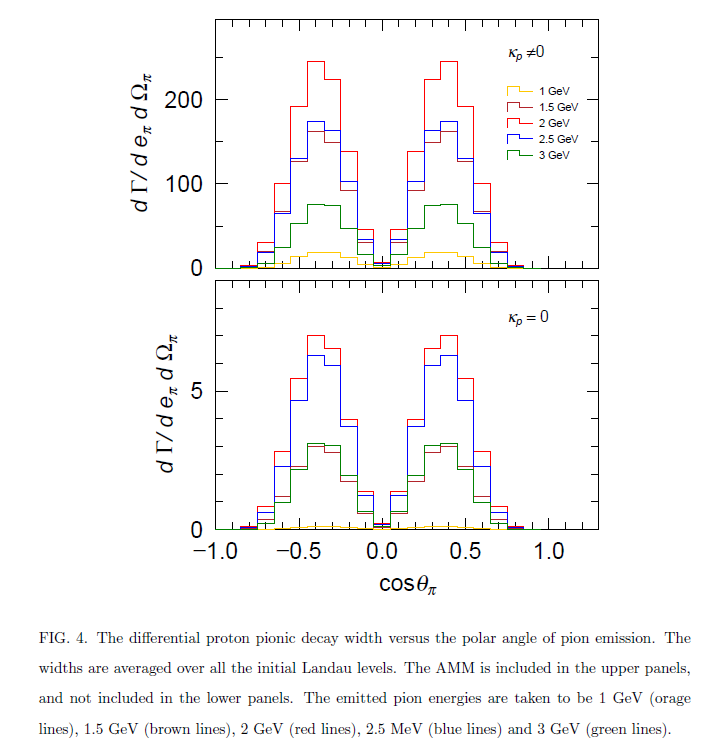 κp ≠0
1 GeV
1.5 GeV
2 GeV
2.5 GeV
3 GeV
200
100
0
d Γ/d eπ d Ωπ
κp = 0
5
0
d Γ/d eπ d Ωπ
−1.0 −0.5 0.0 0.5 1.0
cosθπ
FIG. 4. The differential proton pionic decay width versus the polar angle of pion emission. The
widths are averaged over all the initial Landau levels. The AMM is included in the upper panels,
and not included in the lower panels. The emitted pion energies are taken to be 1 GeV (orage
lines), 1.5 GeV (brown lines), 2 GeV (red lines), 2.5 MeV (blue lines) and 3 GeV (green lines).